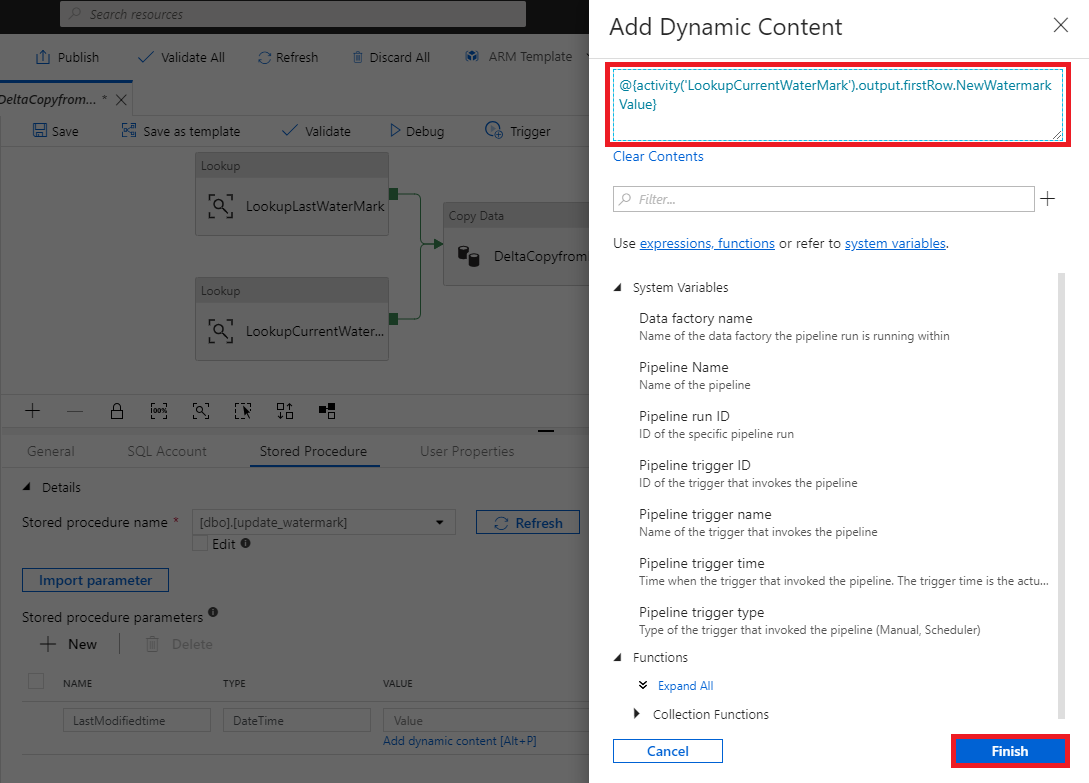 Search resources
Publish
Validate All
Refresh
Discard All
ARM Template
DeltaCopyfrom... *
Save
Save as template
Validate
Debug
Trigger
Lookup
LookupLastWaterMark
Copy Data
DeltaCopyfrom
Lookup
LookupCurrentWater...
100%
General
SQL Account
Stored Procedure
User Properties
Details
Stored procedure name *
[dbo].[update_watermark]
Refresh
Edit
Import parameter
Stored procedure parameters
New
Delete
NAME
TYPE
VALUE
LastModifiedtime
DateTime
Value
Add dynamic content [Alt+P]
Add Dynamic Content
@{activity('LookupCurrentWaterMark').output.firstRow.NewWatermark
Value}
Clear Contents
Filter...
Use expressions, functions or refer to system variables.
System Variables
Data factory name
Name of the data factory the pipeline run is running within
Pipeline Name
Name of the pipeline
Pipeline run ID
ID of the specific pipeline run
Pipeline trigger ID
ID of the trigger that invokes the pipeline
Pipeline trigger name
Name of the trigger that invokes the pipeline
Pipeline trigger time
Time when the trigger that invoked the pipeline. The trigger time is the actu...
Pipeline trigger type
Type of the trigger that invoked the pipeline (Manual, Scheduler)
Functions
Expand All
Collection Functions
Cancel
Finish